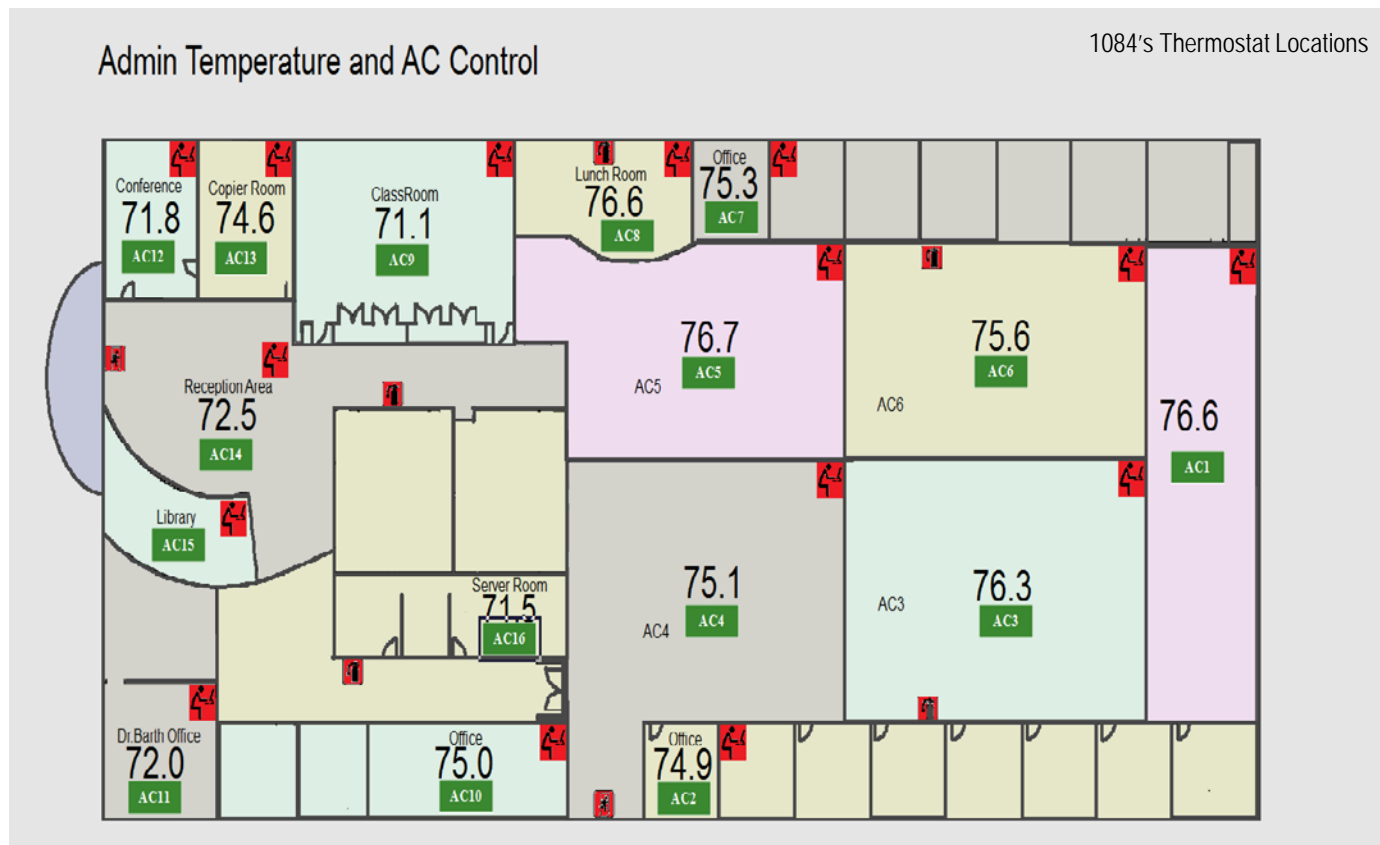 1084's Thermostat Locations
Admin Temperature and AC Control
Conference
71.8
AC12
Copier Room
74.6
AC13
ClassRoom
71.1
AC9
Lunch Room
76.6
AC8
Office
75.3
AC7
76.7
AC5
AC5
75.6
AC6
AC6
76.6
AC1
Reception Area
72.5
AC14
Library
AC15
Server Room
71.5
AC16
75.1
AC4
AC4
76.3
AC3
AC3
Dr.Barth Office
72.0
AC11
Office
75.0
AC10
Office
74.9
AC2